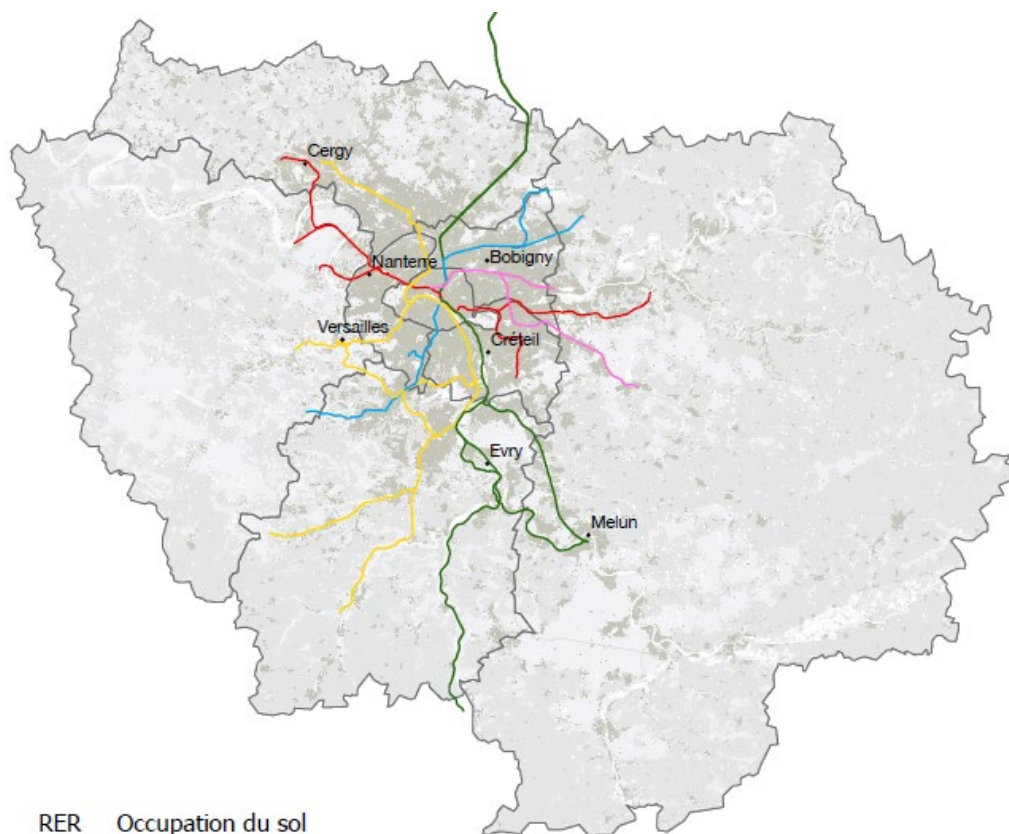 Cergy
Nanterre
Bobigny
Versailles
Créteil
Evry
Melun
RER Occupation du sol